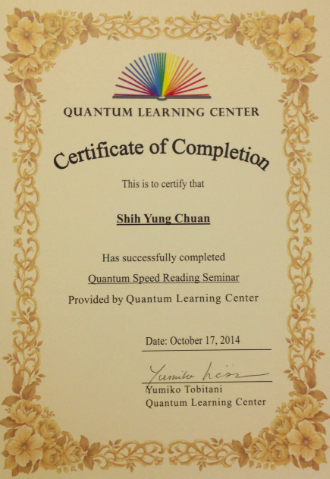 QUANTUM LEARNING CENTER
Certificate of Completion
This is to certify that
Shih Yung Chuan
Has successfully completed
Quantum Speed Reading Seminar
Provided by Quantum Learning Center
Date: October 17, 2014
Yumiko
Yumiko Tobitani
Quantum Learning Center